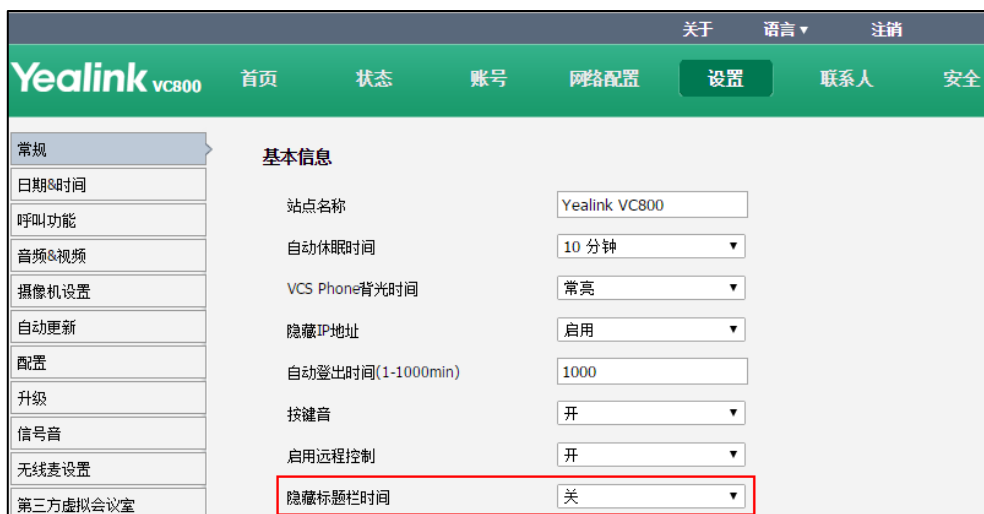 关于 语言▼ 注销
Yealink VC800 首页 状态 账号 网络配置 设置 联系人 安全
常规
日期&时间
呼叫功能
音频&视频
摄像机设置
自动更新
配置
升级
信号音
无线麦设置
第三方虚拟会议室
基本信息
站点名称 Yealink VC800
自动休眠时间 10 分钟
VCS Phone背光时间 常亮
隐藏IP地址 启用
自动登出时间(1-1000min) 1000
按键音 开
启用远程控制 开
隐藏标题栏时间 关